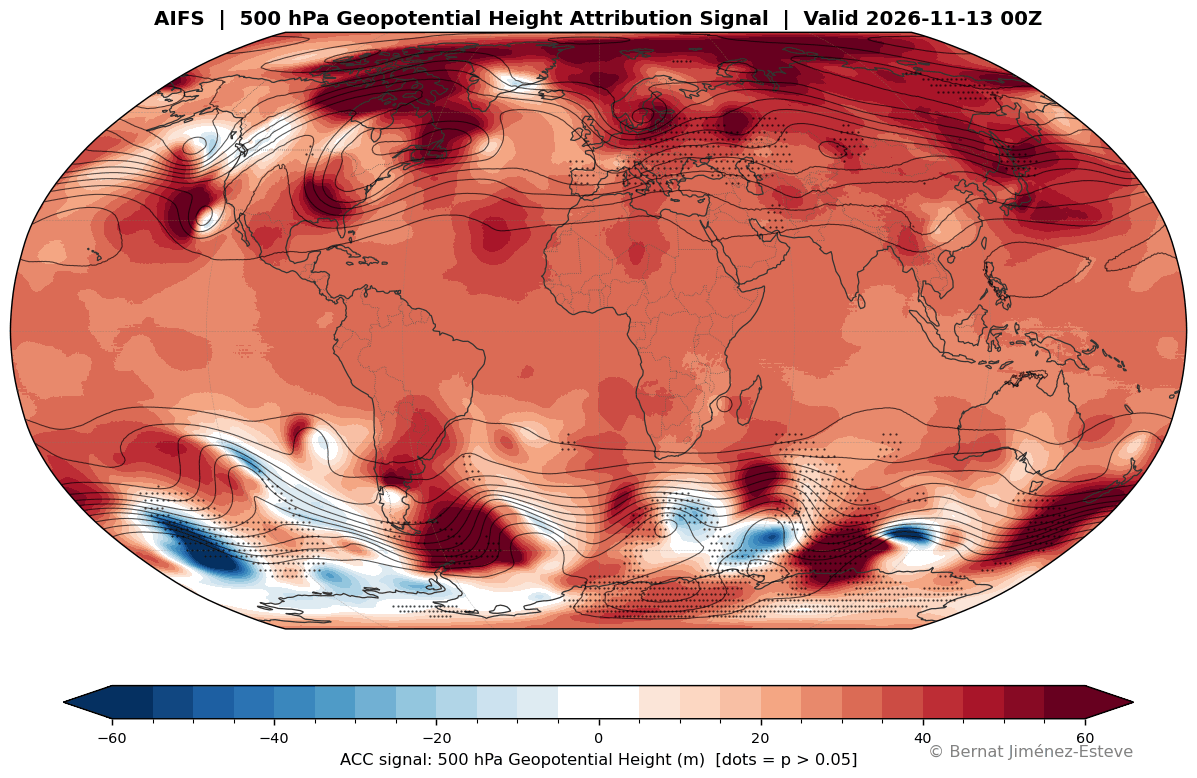 AIFS | 500 hPa Geopotential Height Attribution Signal | Valid 2026-11-13 00Z
−60 −40 −20 0 20 40 60
ACC signal: 500 hPa Geopotential Height (m) [dots = p > 0.05]
© Bernat Jiménez-Esteve